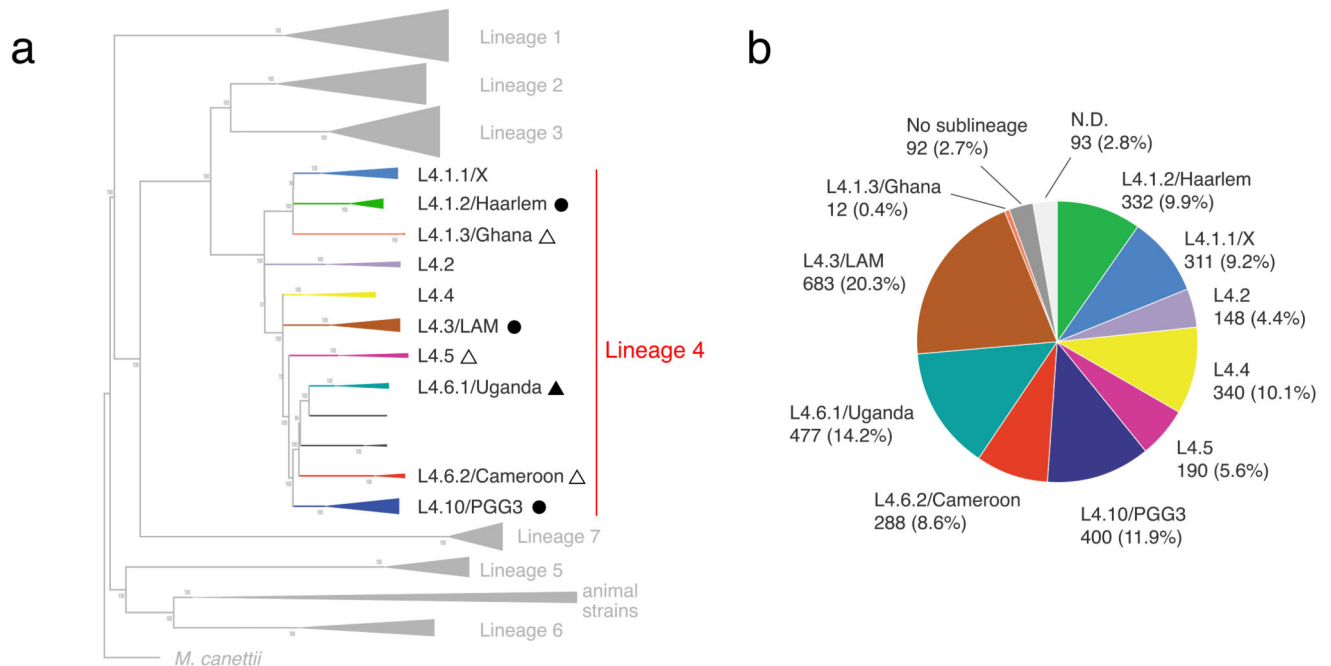 a
Lineage 1
Lineage 2
Lineage 3
L4.1.1/X
L4.1.2/Haarlem
L4.1.3/Ghana
L4.2
L4.4
L4.3/LAM
L4.5
L4.6.1/Uganda
L4.6.2/Cameroon
L4.10/PGG3
Lineage 4
Lineage 7
Lineage 5
animal
strains
Lineage 6
M. canettii
b
No sublineage
92 (2.7%)
N.D.
93 (2.8%)
L4.1.3/Ghana
12 (0.4%)
L4.1.2/Haarlem
332 (9.9%)
L4.1.1/X
311 (9.2%)
L4.3/LAM
683 (20.3%)
L4.2
148 (4.4%)
L4.4
340 (10.1%)
L4.6.1/Uganda
477 (14.2%)
L4.5
190 (5.6%)
L4.6.2/Cameroon
288 (8.6%)
L4.10/PGG3
400 (11.9%)